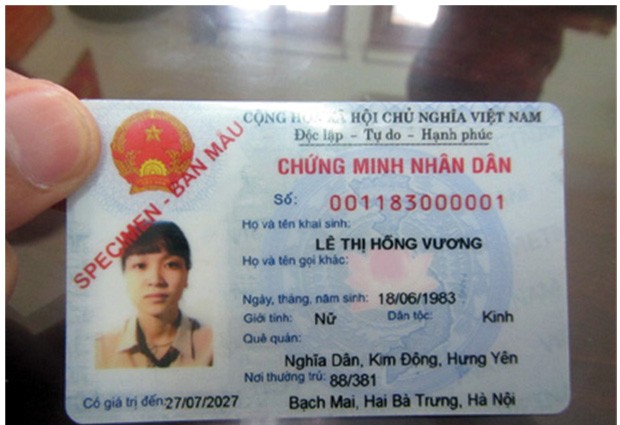 CỘNG HÒA XÃ HỘI CHỦ NGHĨA VIỆT NAM
Độc lập - Tự do - Hạnh phúc
CHỨNG MINH NHÂN DÂN
SPECIMEN - BẢN MẪU
Số: 001183000001
Họ và tên khai sinh:
LÊ THỊ HỒNG VƯƠNG
Họ và tên gọi khác:
Ngày, tháng, năm sinh: 18/06/1983
Giới tính: Nữ Dân tộc: Kinh
Quê quán:
Nghĩa Dân, Kim Động, Hưng Yên
Nơi thường trú: 88/381
Bạch Mai, Hai Bà Trưng, Hà Nội
Có giá trị đến: 27/07/2027